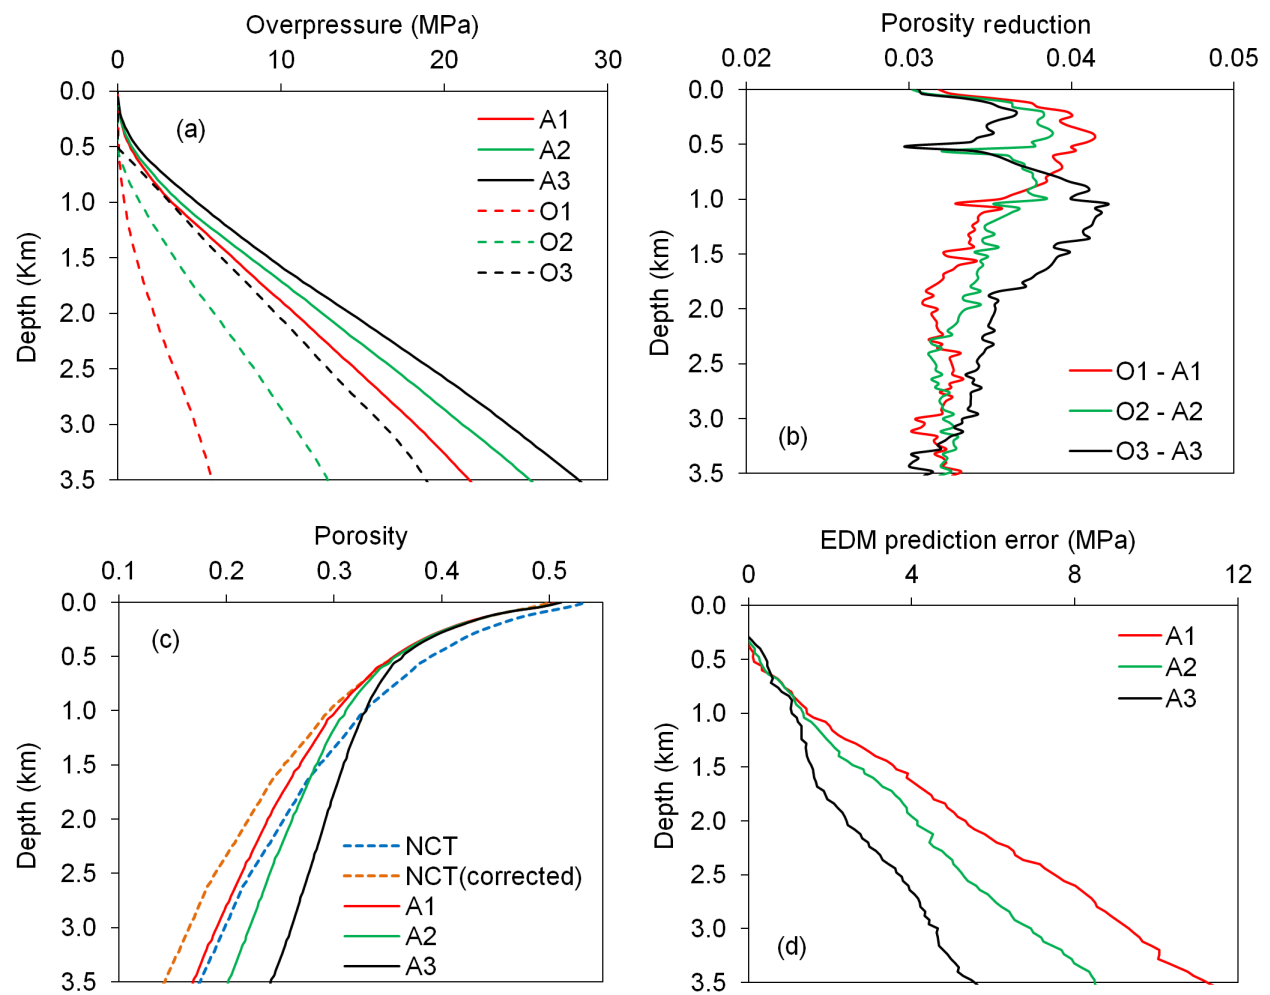 Overpressure (MPa)
0 10 20 30
0.0
0.5
1.0
1.5
2.0
2.5
3.0
3.5
Depth (Km)
(a)
A1
A2
A3
O1
O2
O3
Porosity reduction
0.02 0.03 0.04 0.05
0.0
0.5
1.0
1.5
2.0
2.5
3.0
3.5
Depth (km)
(b)
O1 - A1
O2 - A2
O3 - A3
Porosity
0.1 0.2 0.3 0.4 0.5
0.0
0.5
1.0
1.5
2.0
2.5
3.0
3.5
Depth (km)
(c)
NCT
NCT(corrected)
A1
A2
A3
EDM prediction error (MPa)
0 4 8 12
0.0
0.5
1.0
1.5
2.0
2.5
3.0
3.5
Depth (km)
(d)
A1
A2
A3